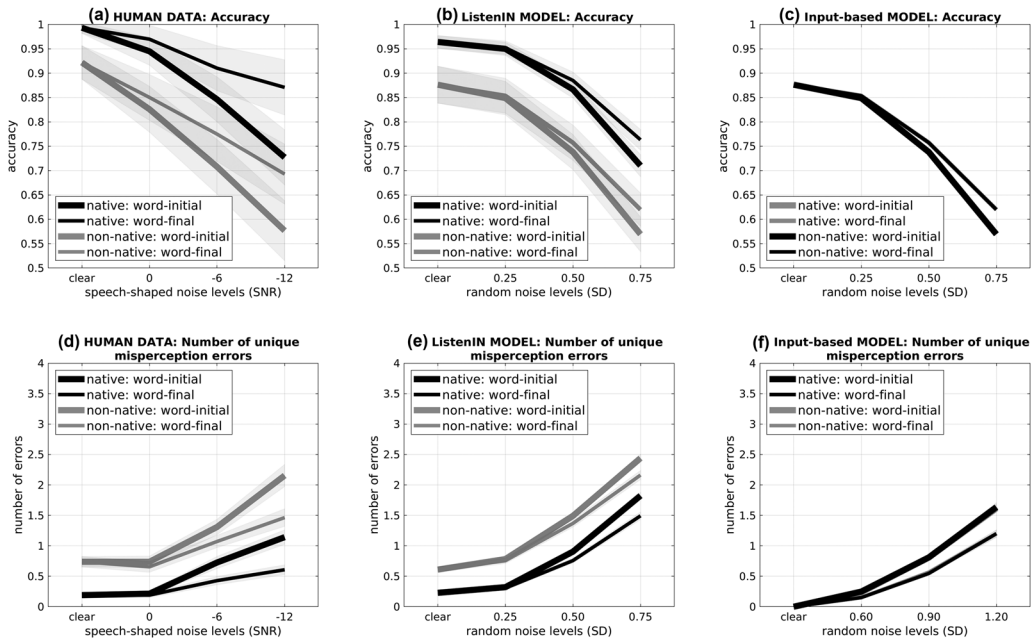 (a) HUMAN DATA: Accuracy
1
0.95
0.9
0.85
0.8
0.75
0.7
0.65
0.6
0.55
0.5
accuracy
native: word-initial
native: word-final
non-native: word-initial
non-native: word-final
clear 0 -6 -12
speech-shaped noise levels (SNR)
(b) ListenIN MODEL: Accuracy
1
0.95
0.9
0.85
0.8
0.75
0.7
0.65
0.6
0.55
0.5
accuracy
native: word-initial
native: word-final
non-native: word-initial
non-native: word-final
clear 0.25 0.50 0.75
random noise levels (SD)
(c) Input-based MODEL: Accuracy
1
0.95
0.9
0.85
0.8
0.75
0.7
0.65
0.6
0.55
0.5
accuracy
native: word-initial
native: word-final
non-native: word-initial
non-native: word-final
clear 0.25 0.50 0.75
random noise levels (SD)
(d) HUMAN DATA: Number of unique
misperception errors
4
3.5
3
2.5
2
1.5
1
0.5
0
number of errors
native: word-initial
native: word-final
non-native: word-initial
non-native: word-final
clear 0 -6 -12
speech-shaped noise levels (SNR)
(e) ListenIN MODEL: Number of unique
misperception errors
4
3.5
3
2.5
2
1.5
1
0.5
0
number of errors
native: word-initial
native: word-final
non-native: word-initial
non-native: word-final
clear 0.25 0.50 0.75
random noise levels (SD)
(f) Input-based MODEL: Number of unique
misperception errors
4
3.5
3
2.5
2
1.5
1
0.5
0
number of errors
native: word-initial
native: word-final
non-native: word-initial
non-native: word-final
clear 0.60 0.90 1.20
random noise levels (SD)